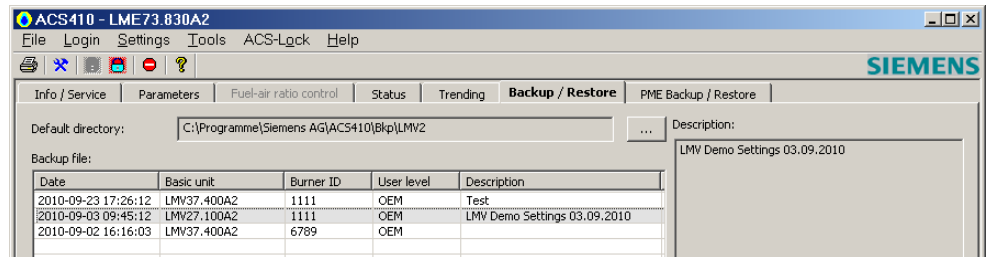 ACS410 - LME73.830A2
File Login Settings Tools ACS-Lock Help
SIEMENS
Info / Service Parameters Fuel-air ratio control Status Trending Backup / Restore PME Backup / Restore
Default directory: C:\Programme\Siemens AG\ACS410\Bkp\LMV2 ... Description:
LMV Demo Settings 03.09.2010
Backup file:
Date Basic unit Burner ID User level Description
2010-09-23 17:26:12 LMV37.400A2 1111 OEM Test
2010-09-03 09:45:12 LMV27.100A2 1111 OEM LMV Demo Settings 03.09.2010
2010-09-02 16:16:03 LMV37.400A2 6789 OEM